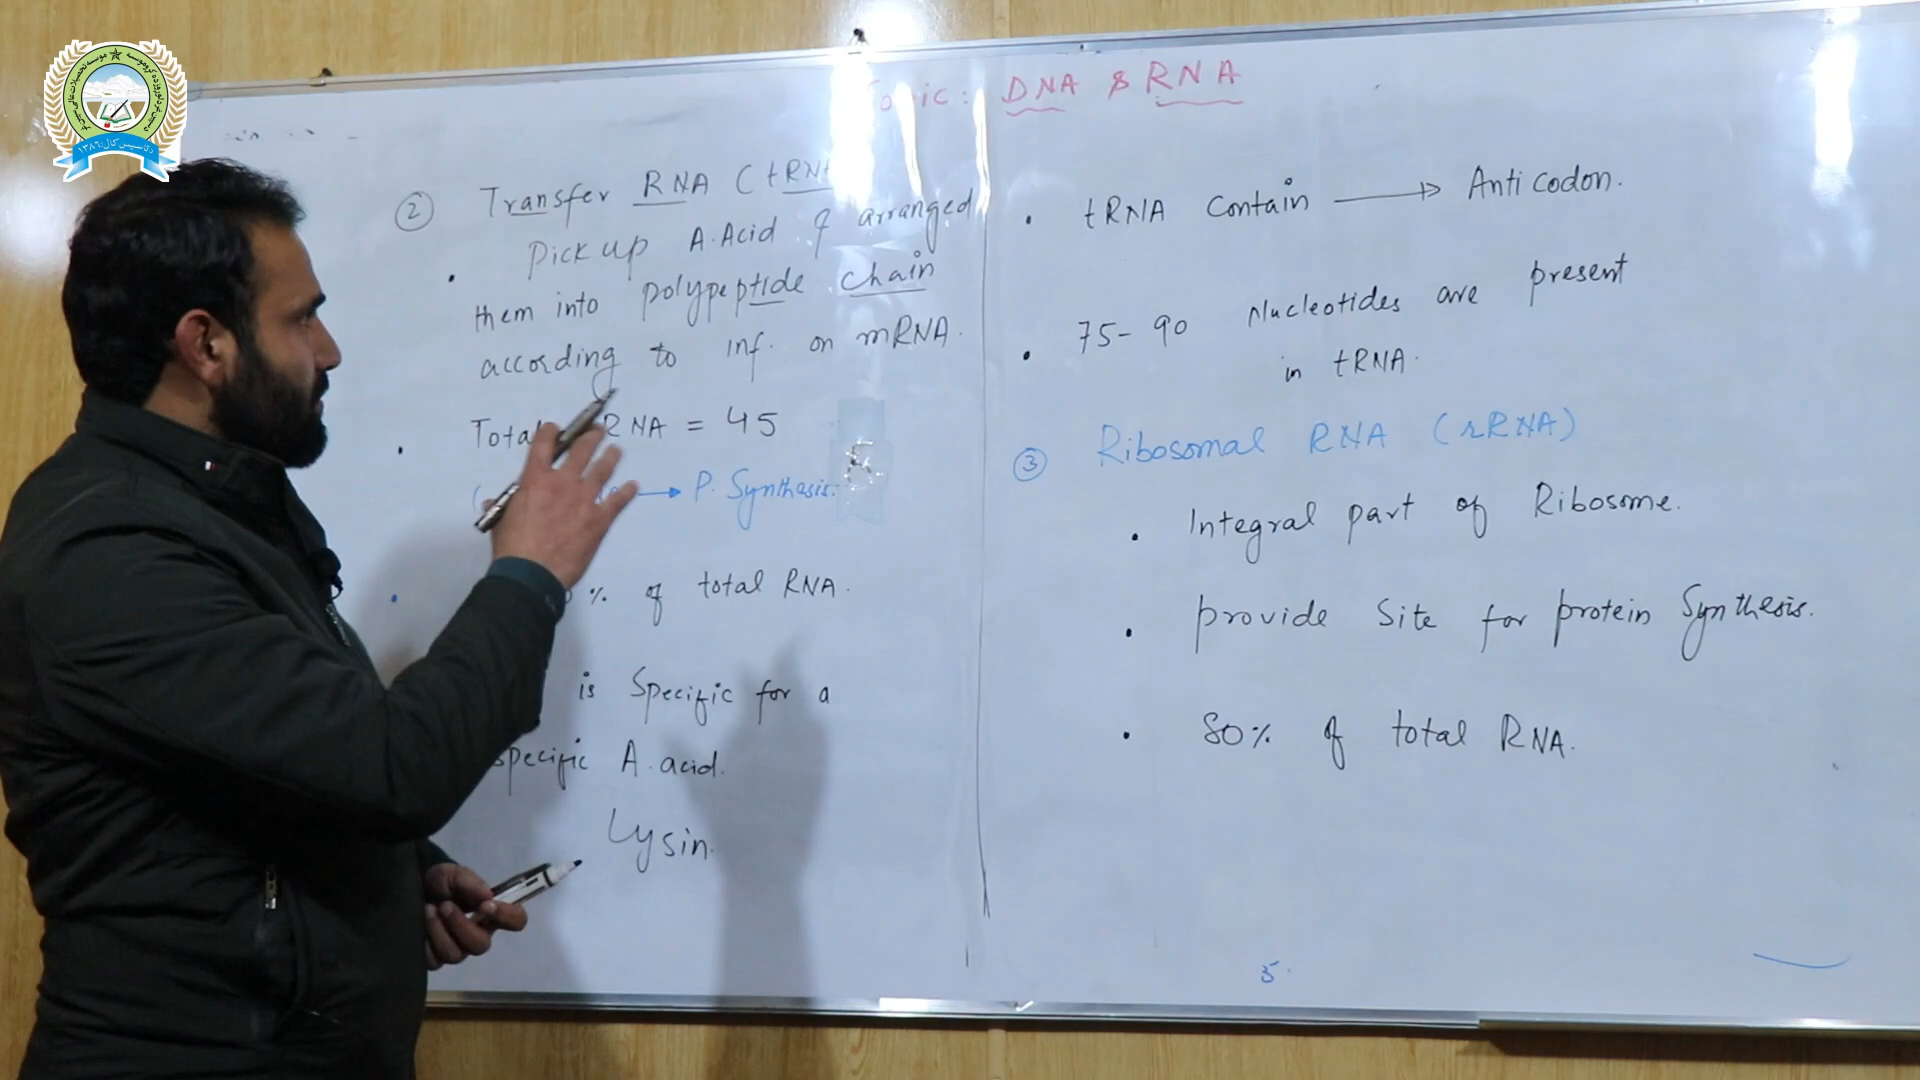 Topic: DNA & RNA
② Transfer RNA (tRNA
• Pick up A.Acid & arranged
them into polypeptide chain
according to inf. on mRNA.
• Total RNA = 45
→ P. Synthesis.
• % of total RNA.
is Specific for a
specific A.acid.
Lysin.
• tRNA Contain → Anticodon.
• 75-90 Nucleotides are present
in tRNA.
③ Ribosomal RNA (rRNA)
• Integral part of Ribosome.
• provide Site for protein Synthesis.
• 80% of total RNA.
5